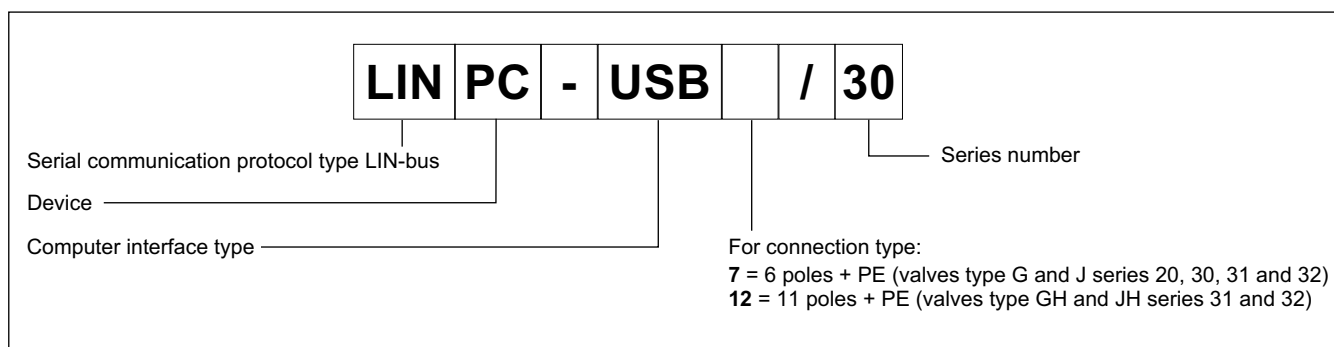 LIN PC - USB / 30
Serial communication protocol type LIN-bus
Device
Computer interface type
Series number
For connection type:
7 = 6 poles + PE (valves type G and J series 20, 30, 31 and 32)
12 = 11 poles + PE (valves type GH and JH series 31 and 32)